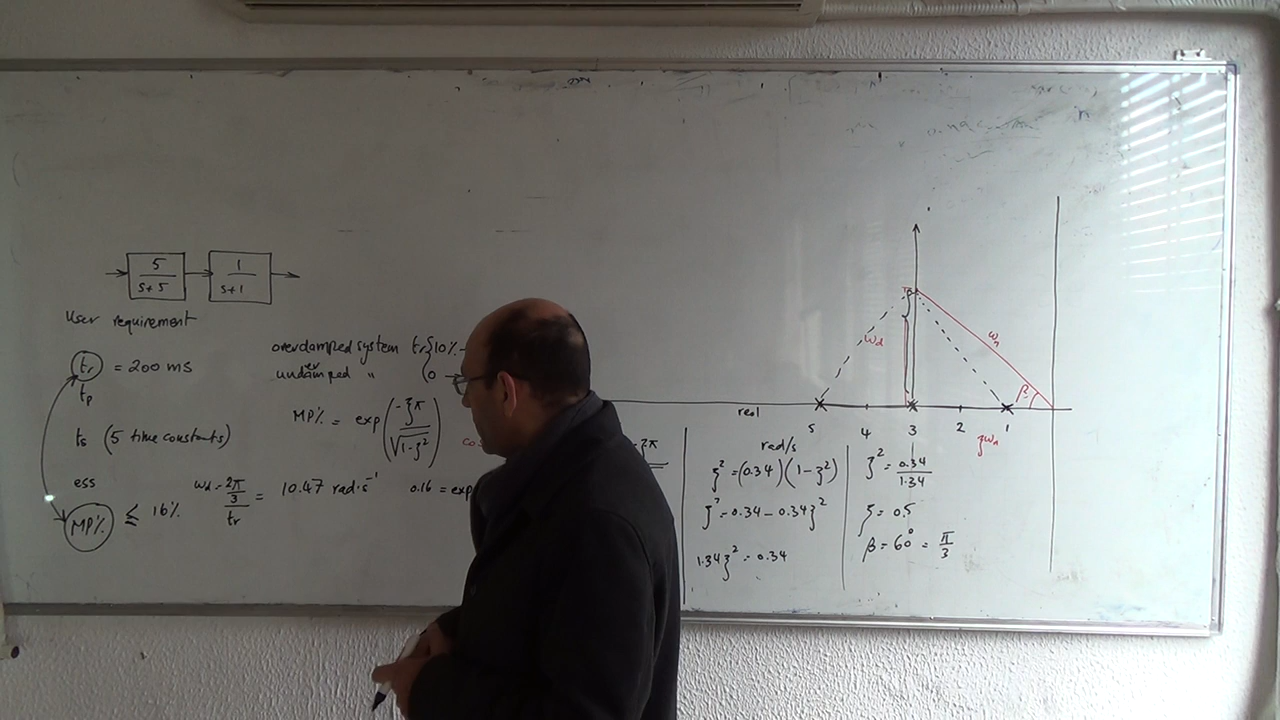 5/(s+5) 1/(s+1)
User requirement
tr = 200 ms
tp
ts (5 time constants)
ess
MP% ≤ 16%
overdamped system tr{10%-
undamped " (0 →
er
MP% = exp(-ζπ/√(1-ζ²))
ωd = (2π/3)/tr = 10.47 rad·s⁻¹
0.16 = exp
ζπ
ωd
ωn
β
real
5 4 3 2 1
ζωn
rad/s
ζ² = (0.34)(1-ζ²)
ζ² = 0.34 - 0.34ζ²
1.34ζ² = 0.34
ζ² = 0.34/1.34
ζ = 0.5
β = 60° = π/3